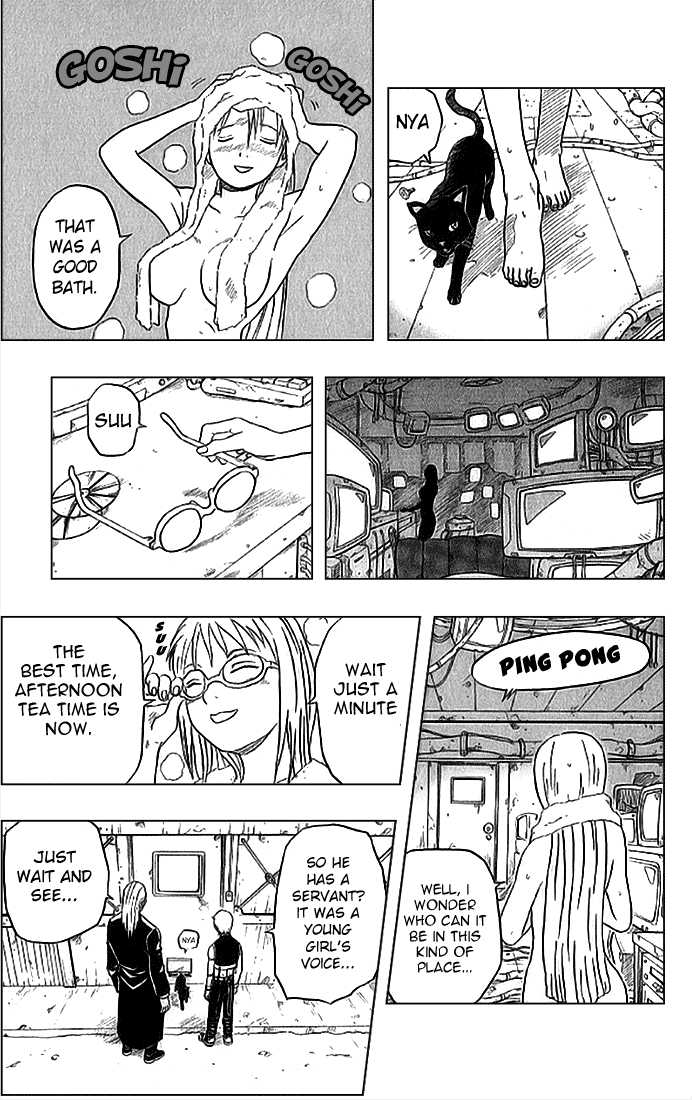 NYA
GOSHi
GOSHi
THAT
WAS A
GOOD
BATH.
SUU
PING PONG
WELL, I
WONDER
WHO CAN IT
BE IN THIS
KIND OF
PLACE...
WAIT
JUST A
MINUTE
SUU
THE
BEST TIME,
AFTERNOON
TEA TIME IS
NOW.
SO HE
HAS A
SERVANT?
IT WAS A
YOUNG
GIRL'S
VOICE...
NYA
JUST
WAIT AND
SEE...